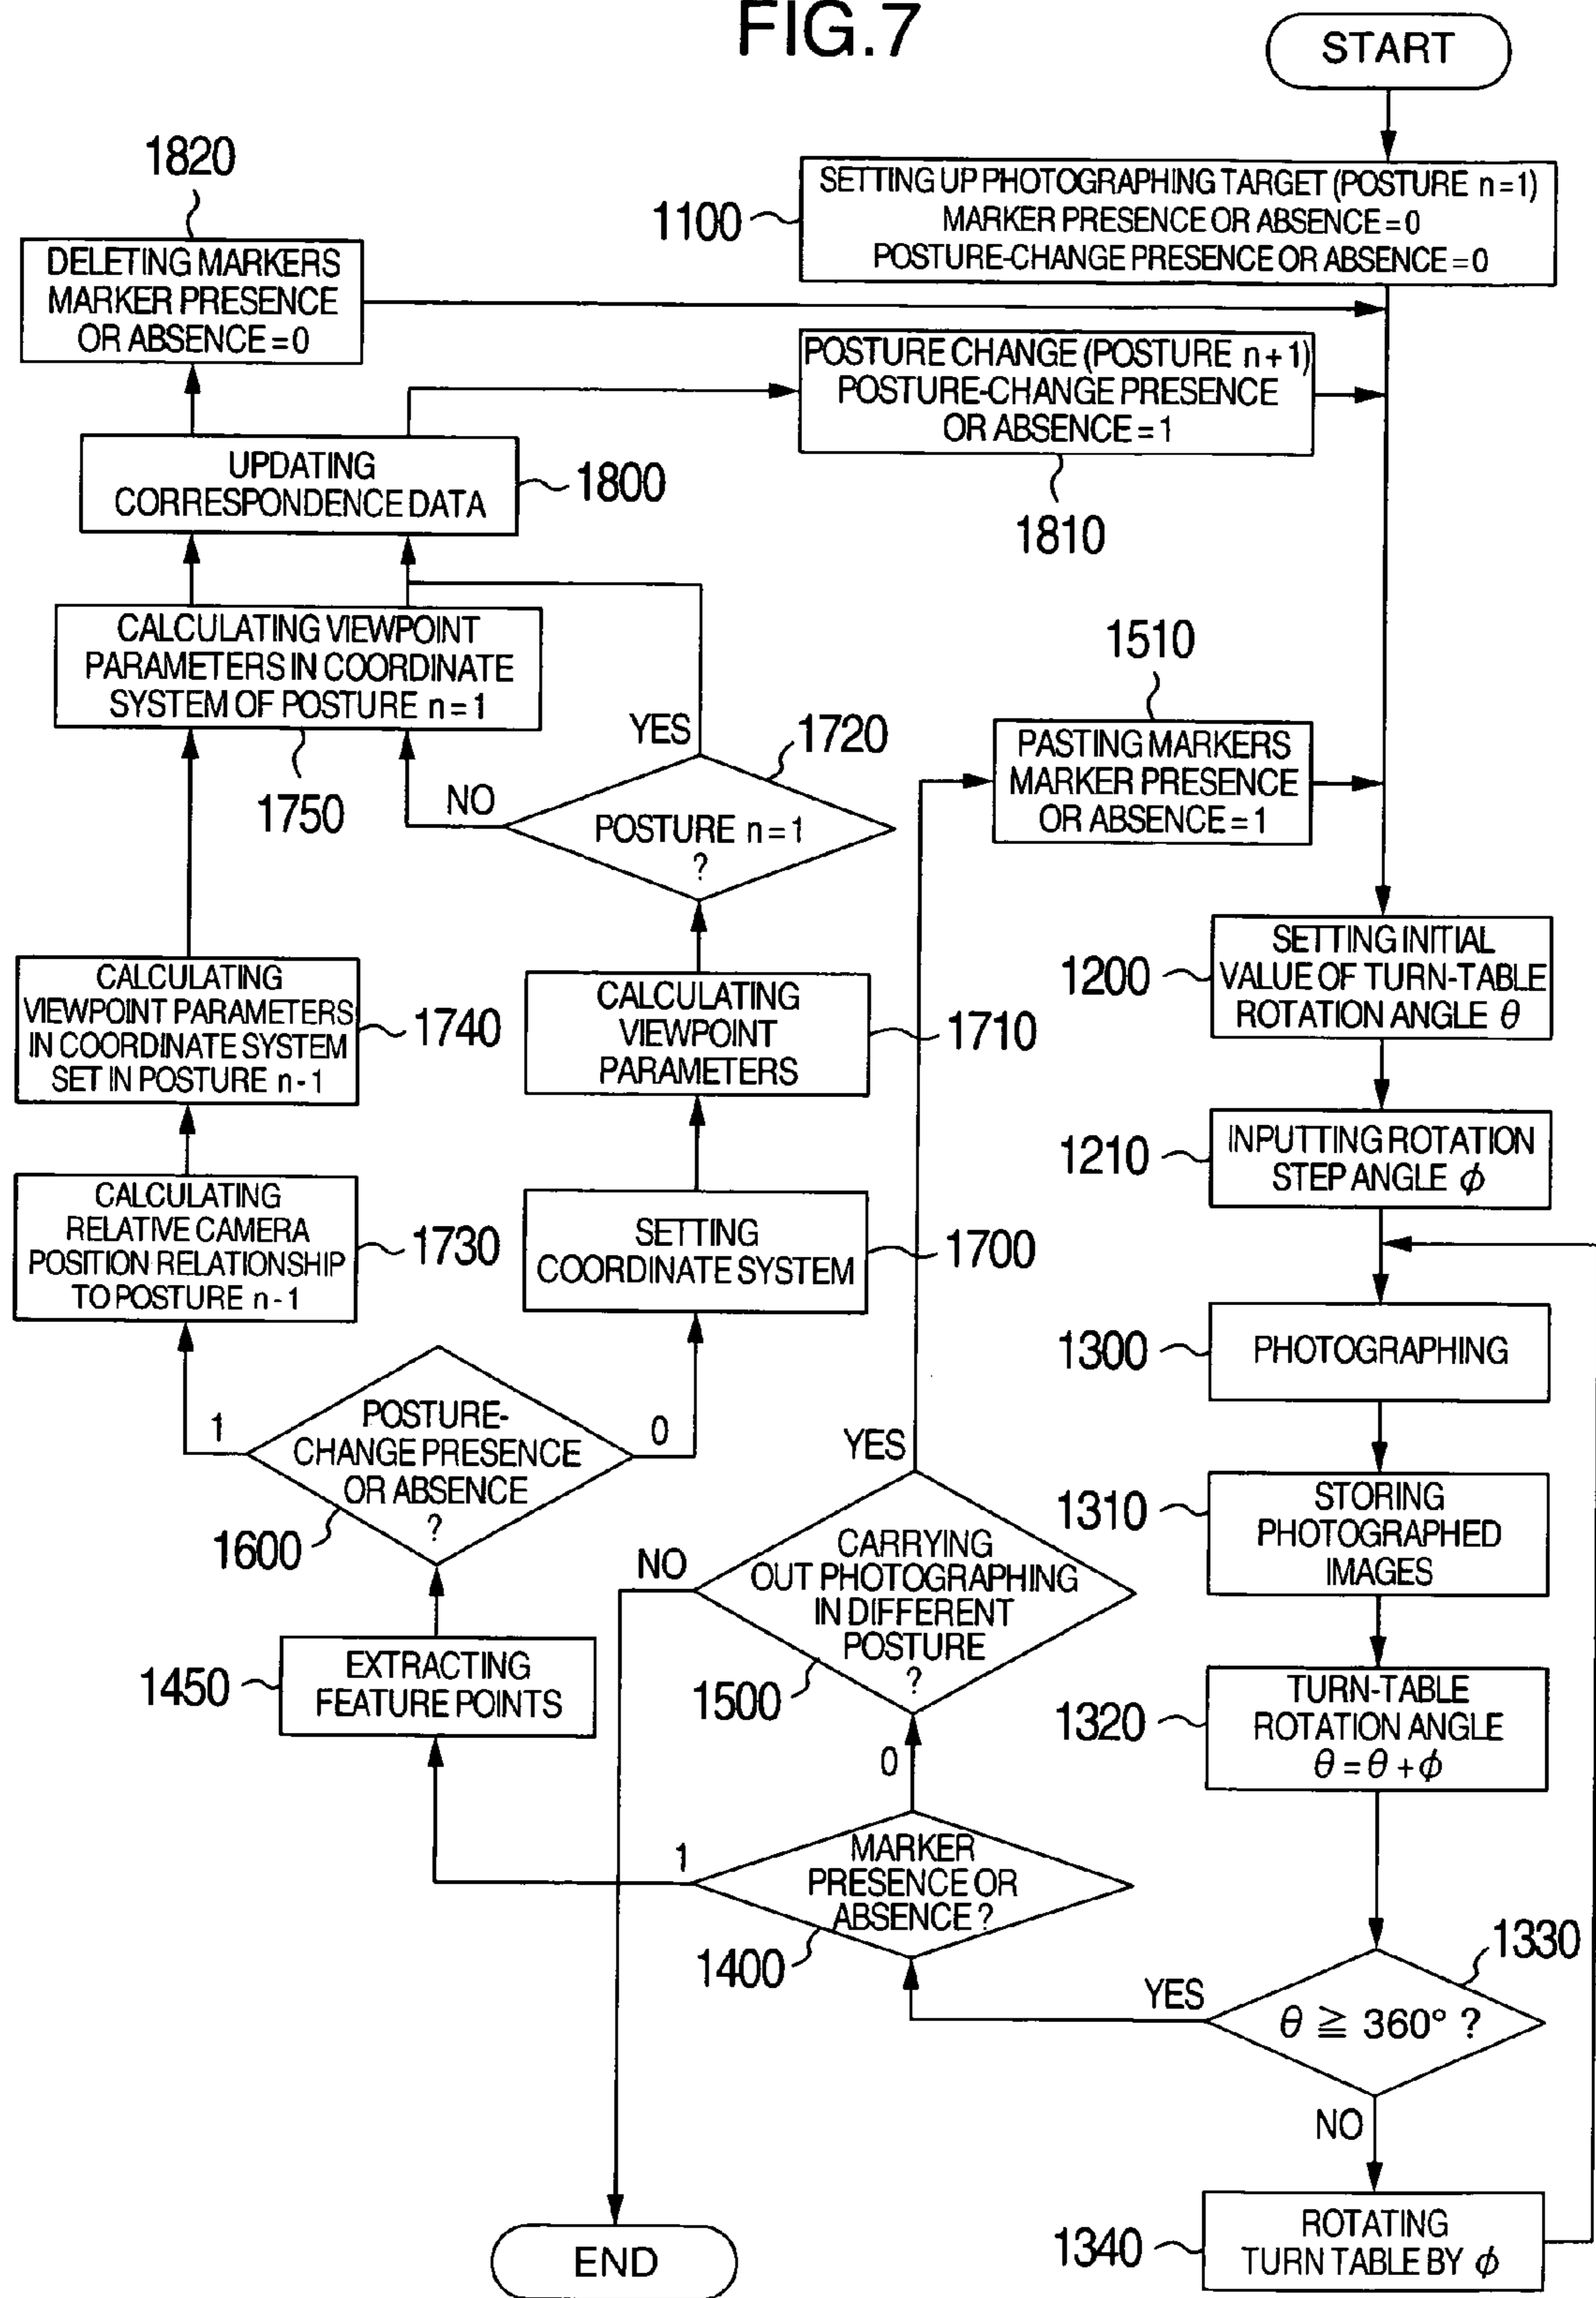 FIG.7
START
1100
SETTING UP PHOTOGRAPHING TARGET (POSTURE n=1)
MARKER PRESENCE OR ABSENCE=0
POSTURE-CHANGE PRESENCE OR ABSENCE=0
1820
DELETING MARKERS
MARKER PRESENCE
OR ABSENCE=0
POSTURE CHANGE (POSTURE n+1)
POSTURE-CHANGE PRESENCE
OR ABSENCE=1
1810
UPDATING
CORRESPONDENCE DATA
1800
CALCULATING VIEWPOINT
PARAMETERS IN COORDINATE
SYSTEM OF POSTURE n=1
1750
YES
NO
1720
POSTURE n=1
?
1510
PASTING MARKERS
MARKER PRESENCE
OR ABSENCE=1
1200
SETTING INITIAL
VALUE OF TURN-TABLE
ROTATION ANGLE θ
CALCULATING
VIEWPOINT PARAMETERS
IN COORDINATE SYSTEM
SET IN POSTURE n-1
1740
CALCULATING
VIEWPOINT
PARAMETERS
1710
1210
INPUTTING ROTATION
STEP ANGLE ϕ
CALCULATING
RELATIVE CAMERA
POSITION RELATIONSHIP
TO POSTURE n-1
1730
SETTING
COORDINATE SYSTEM
1700
1300
PHOTOGRAPHING
1
POSTURE-
CHANGE PRESENCE
OR ABSENCE
?
0
1600
YES
NO
CARRYING
OUT PHOTOGRAPHING
IN DIFFERENT
POSTURE
?
1500
1310
STORING
PHOTOGRAPHED
IMAGES
1450
EXTRACTING
FEATURE POINTS
1320
TURN-TABLE
ROTATION ANGLE
θ=θ+ϕ
0
1
MARKER
PRESENCE OR
ABSENCE?
1400
1330
YES
θ ≧ 360° ?
NO
1340
ROTATING
TURN TABLE BY ϕ
END